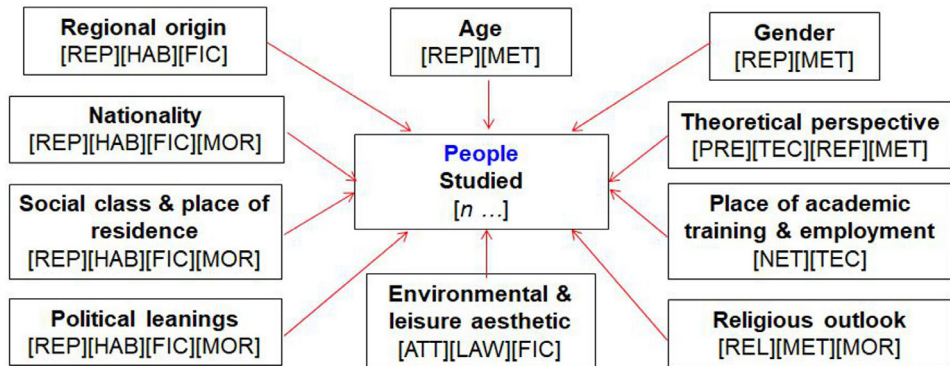 Regional origin
[REP][HAB][FIC]
Age
[REP][MET]
Gender
[REP][MET]
Nationality
[REP][HAB][FIC][MOR]
People
Studied
[n ...]
Theoretical perspective
[PRE][TEC][REF][MET]
Social class & place of
residence
[REP][HAB][FIC][MOR]
Place of academic
training & employment
[NET][TEC]
Political leanings
[REP][HAB][FIC][MOR]
Environmental &
leisure aesthetic
[ATT][LAW][FIC]
Religious outlook
[REL][MET][MOR]